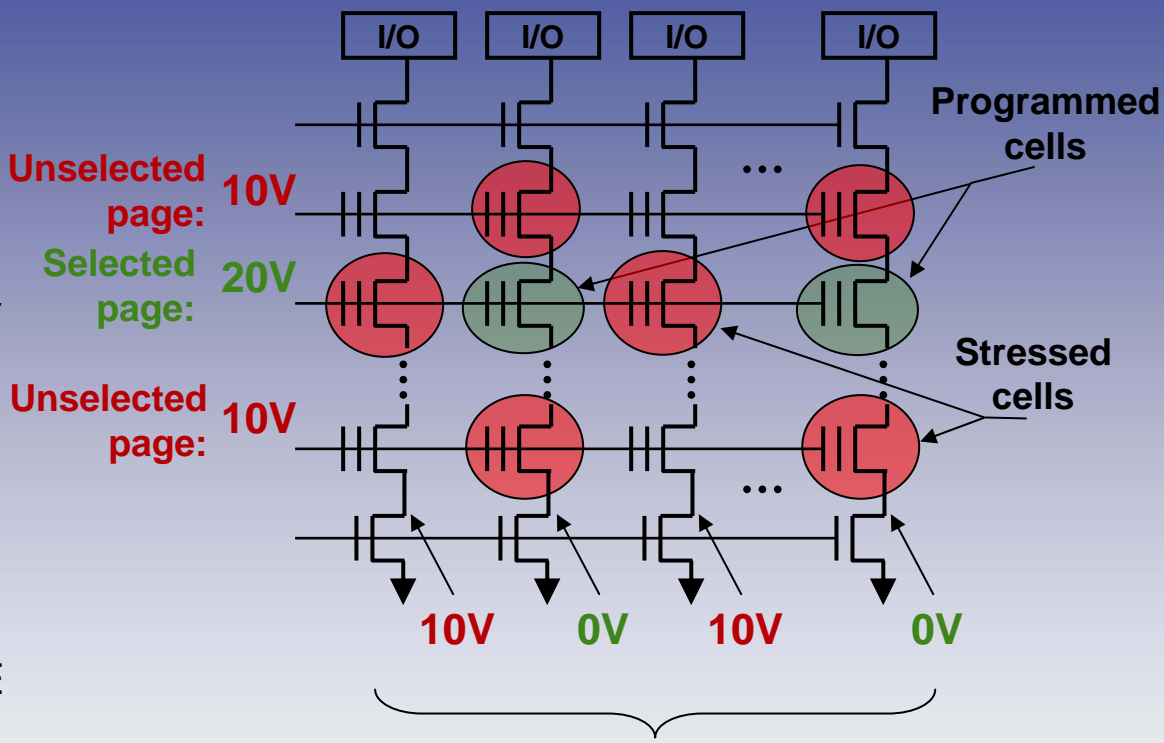 I/O I/O I/O I/O
Programmed
cells
...
Unselected
page: 10V
Selected
page: 20V
Stressed
cells
Unselected
page: 10V
...
10V 0V 10V 0V